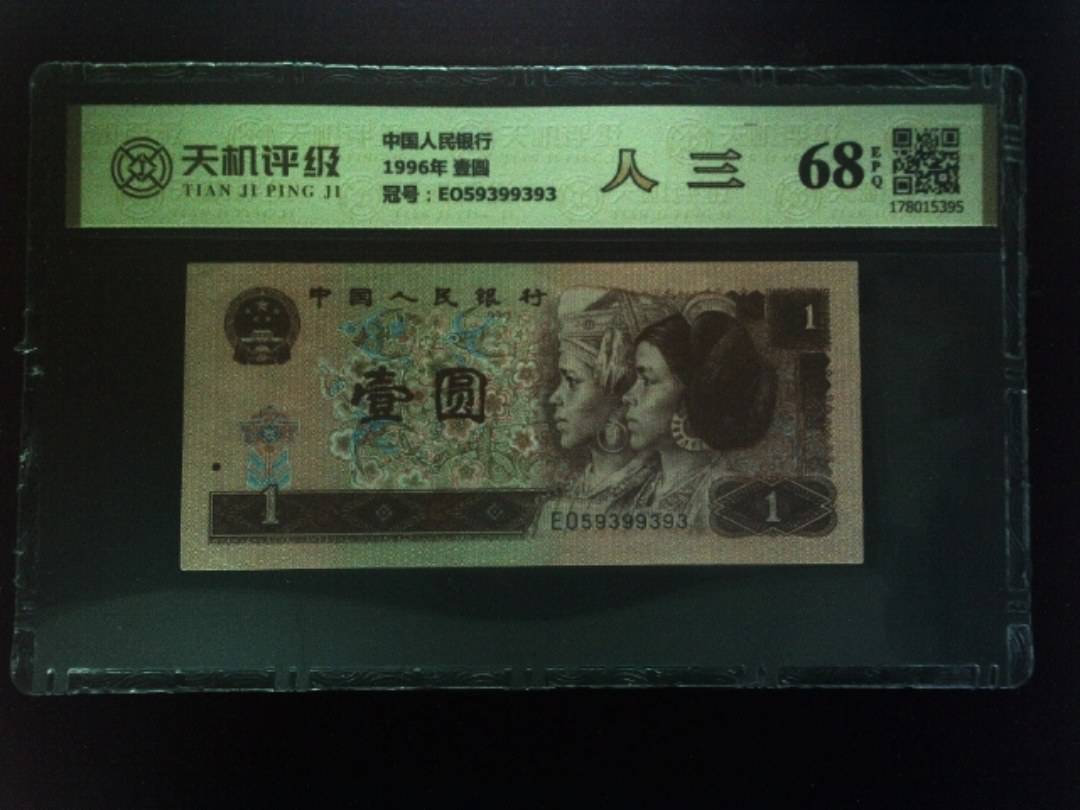 天机评级
TIAN JI PING JI
中国人民银行
1996年 壹圆
冠号：EO59399393
人 三
68
EPQ
178015395
中国人民银行
1
壹圆
1
EO59399393
1